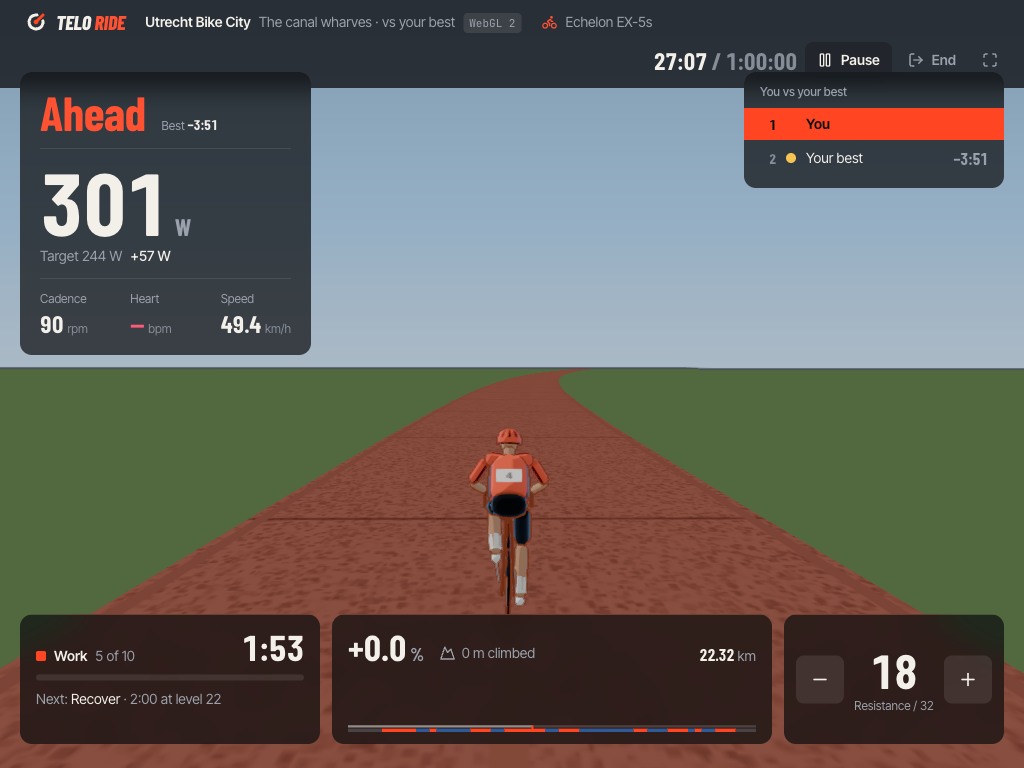 TELO RIDE Utrecht Bike City The canal wharves · vs your best WebGL 2 Echelon EX-5s
27:07 / 1:00:00 Pause End
Ahead Best −3:51
301 W
Target 244 W +57 W
Cadence Heart Speed
90 rpm — bpm 49.4 km/h
You vs your best
1 You
2 Your best −3:51
4
Work 5 of 10 1:53
Next: Recover · 2:00 at level 22
+0.0 % 0 m climbed 22.32 km
− 18 +
Resistance / 32